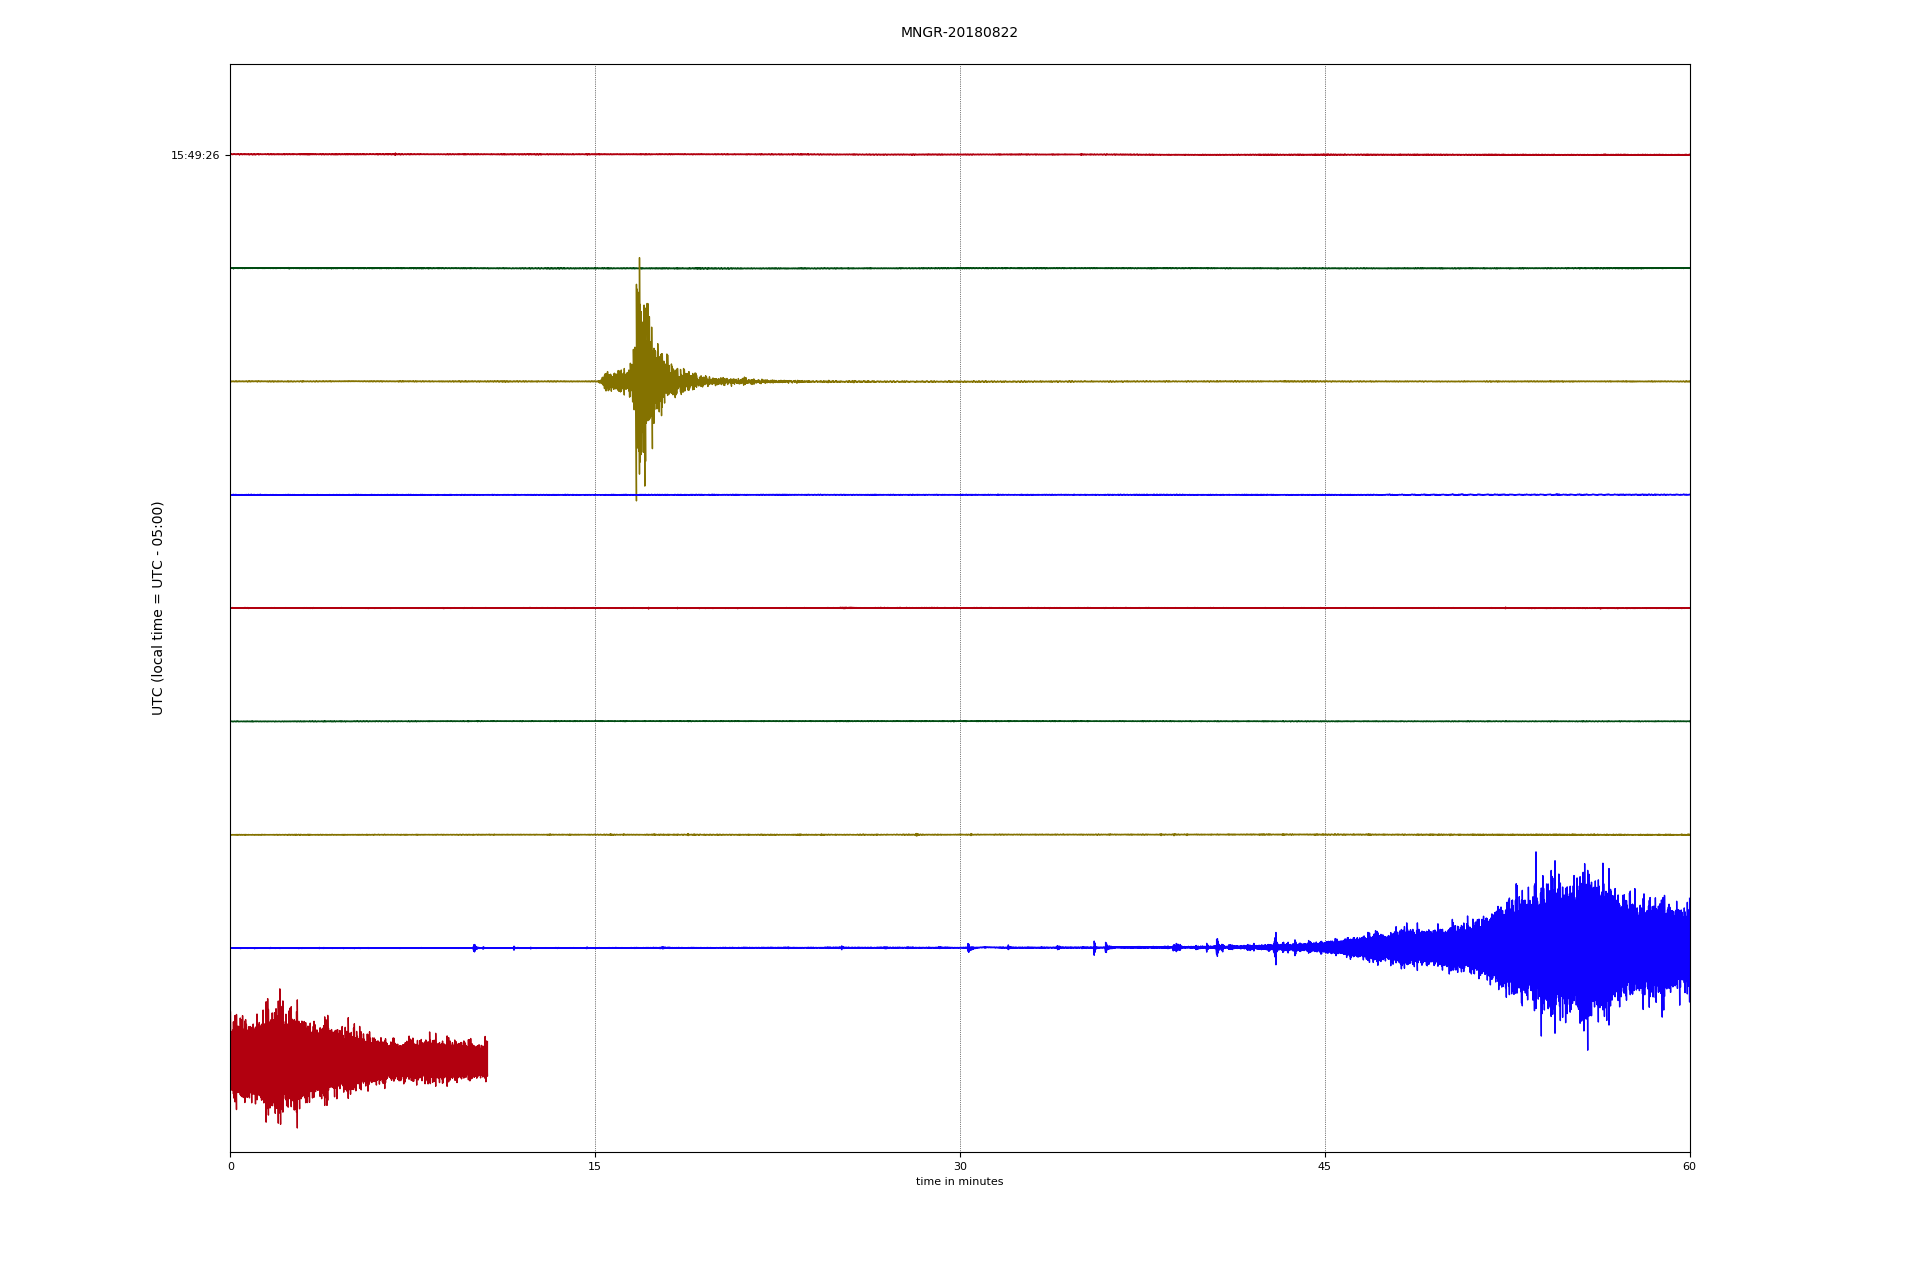 MNGR-20180822
15:49:26
UTC (local time = UTC - 05:00)
0 15 30 45 60
time in minutes